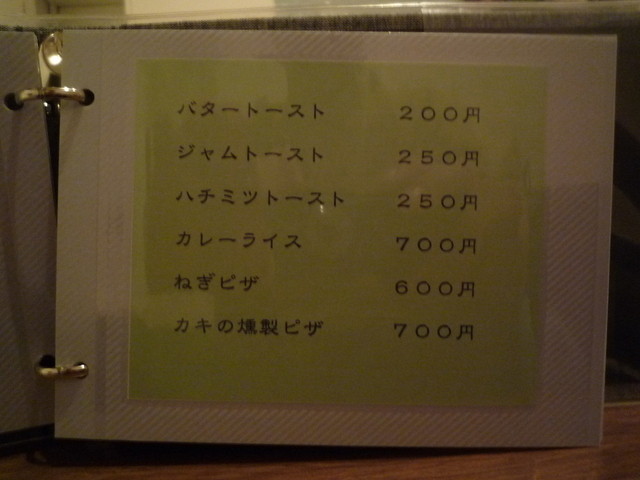 バタートースト ２００円
ジャムトースト ２５０円
ハチミツトースト ２５０円
カレーライス ７００円
ねぎピザ ６００円
カキの燻製ピザ ７００円